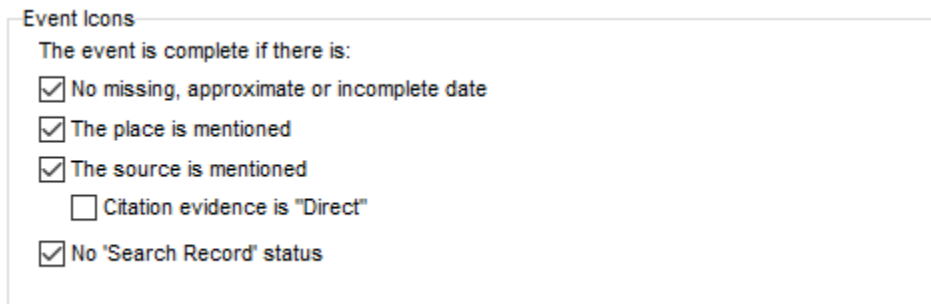 Event Icons
The event is complete if there is:
No missing, approximate or incomplete date
The place is mentioned
The source is mentioned
Citation evidence is "Direct"
No 'Search Record' status